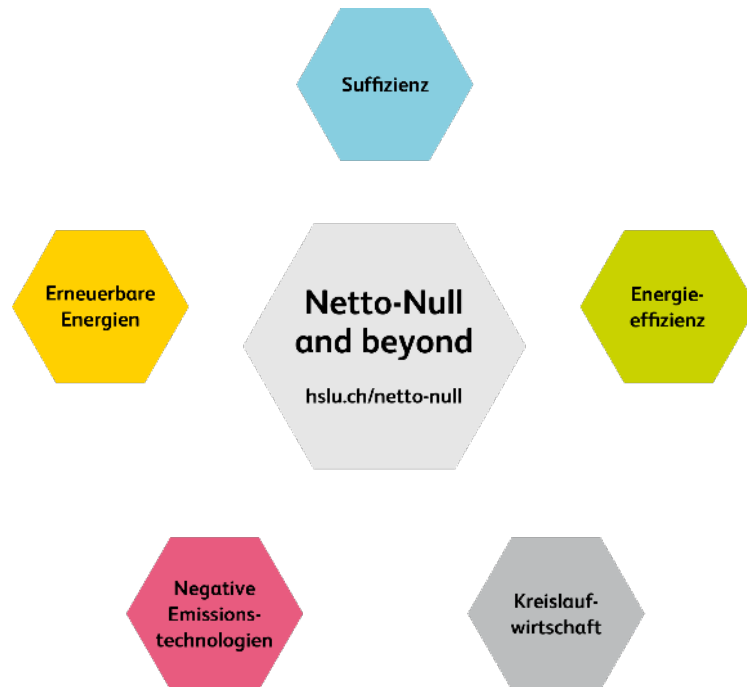 Suffizienz
Erneuerbare
Energien
Netto-Null
and beyond
hslu.ch/netto-null
Energie-
effizienz
Negative
Emissions-
technologien
Kreislauf-
wirtschaft